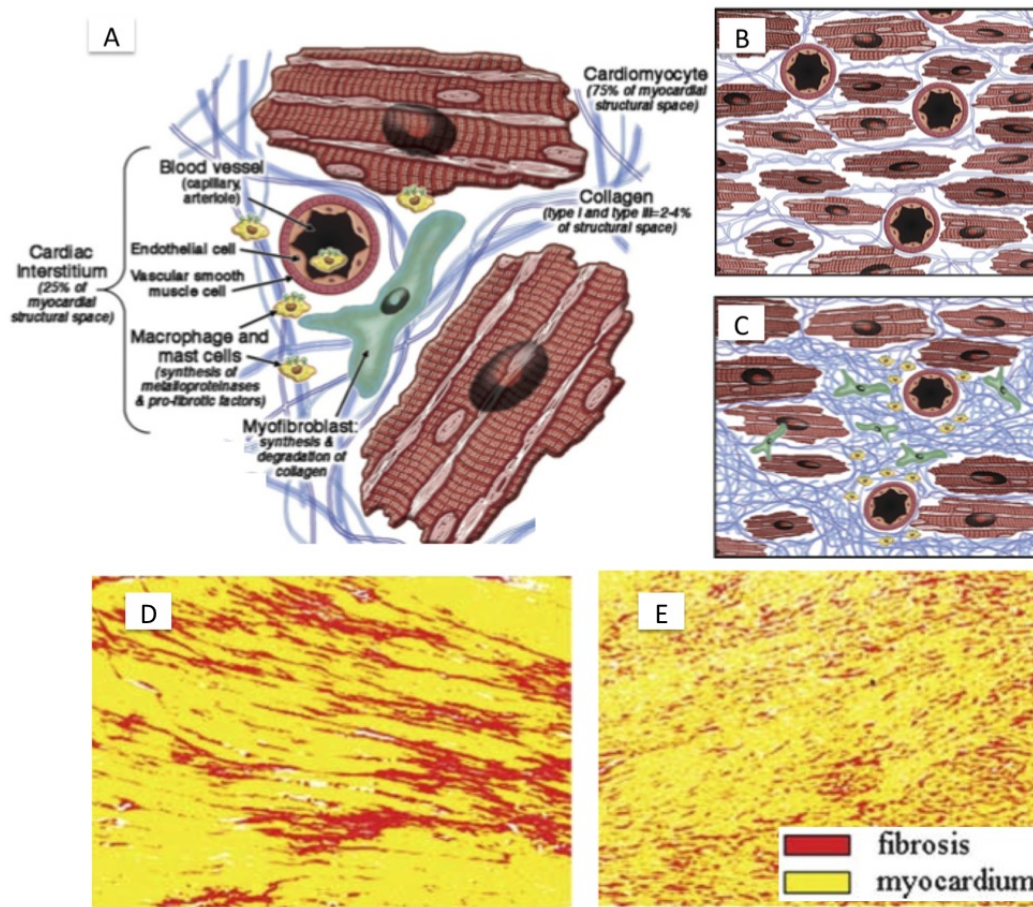 A
Cardiomyocyte
(75% of myocardial
structural space)
Blood vessel
(capillary,
arteriole)
Collagen
(type I and type III=2-4%
of structural space)
Endothelial cell
Vascular smooth
muscle cell
Cardiac
Interstitium
(25% of
myocardial
structural space)
Macrophage and
mast cells
(synthesis of
metalloproteinases
& pro-fibrotic factors)
Myofibroblast:
synthesis &
degradation of
collagen
B
C
D
E
fibrosis
myocardium